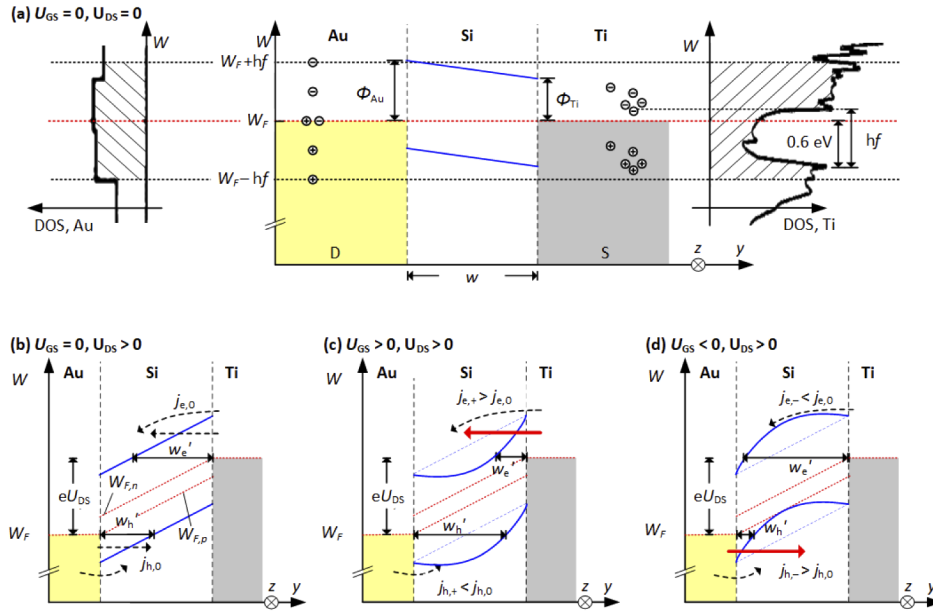 (a) U_GS = 0, U_DS = 0
W
W
Au
Si
Ti
W
W_F+hf
Φ_Au
Φ_Ti
W_F
0.6 eV
hf
W_F−hf
DOS, Au
DOS, Ti
D
S
z
y
w
(b) U_GS = 0, U_DS > 0
W
Au
Si
Ti
j_e,0
w_e'
eU_DS
W_F,n
w_h'
W_F,p
W_F
j_h,0
z
y
(c) U_GS > 0, U_DS > 0
W
Au
Si
Ti
j_e,+ > j_e,0
w_e'
eU_DS
w_h'
W_F
j_h,+ < j_h,0
z
y
(d) U_GS < 0, U_DS > 0
W
Au
Si
Ti
j_e,− < j_e,0
w_e'
eU_DS
w_h'
W_F
j_h,− > j_h,0
z
y